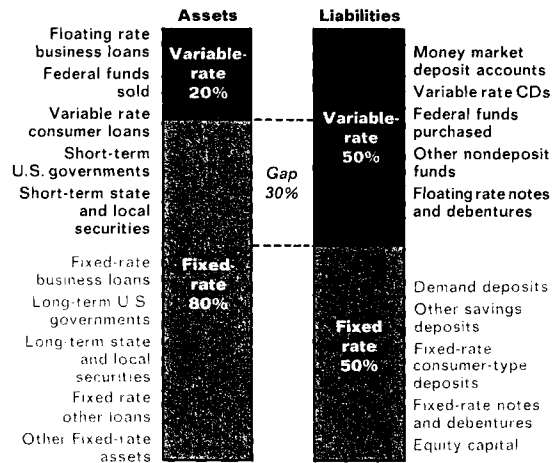 Assets
Liabilities
Floating rate
business loans
Federal funds
sold
Variable rate
consumer loans
Short-term
U.S. governments
Short-term state
and local
securities
Fixed-rate
business loans
Long-term U S
governments
Long-term state
and local
securities
Fixed rate
other loans
Other Fixed-rate
assets
Variable-
rate
20%
Fixed-
rate
80%
Gap
30%
Variable-
rate
50%
Fixed
rate
50%
Money market
deposit accounts
Variable rate CDs
Federal funds
purchased
Other nondeposit
funds
Floating rate notes
and debentures
Demand deposits
Other savings
deposits
Fixed-rate
consumer-type
deposits
Fixed-rate notes
and debentures
Equity capital